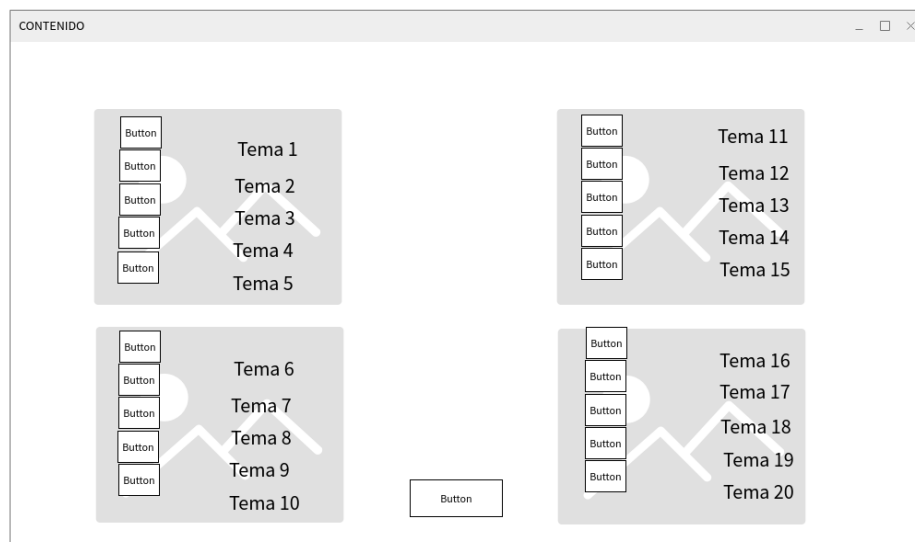 CONTENIDO
Button
Tema 1
Button
Tema 2
Button
Tema 3
Button
Tema 4
Button
Tema 5
Button
Tema 11
Button
Tema 12
Button
Tema 13
Button
Tema 14
Button
Tema 15
Button
Tema 6
Button
Tema 7
Button
Tema 8
Button
Tema 9
Button
Tema 10
Button
Button
Tema 16
Button
Tema 17
Button
Tema 18
Button
Tema 19
Button
Tema 20